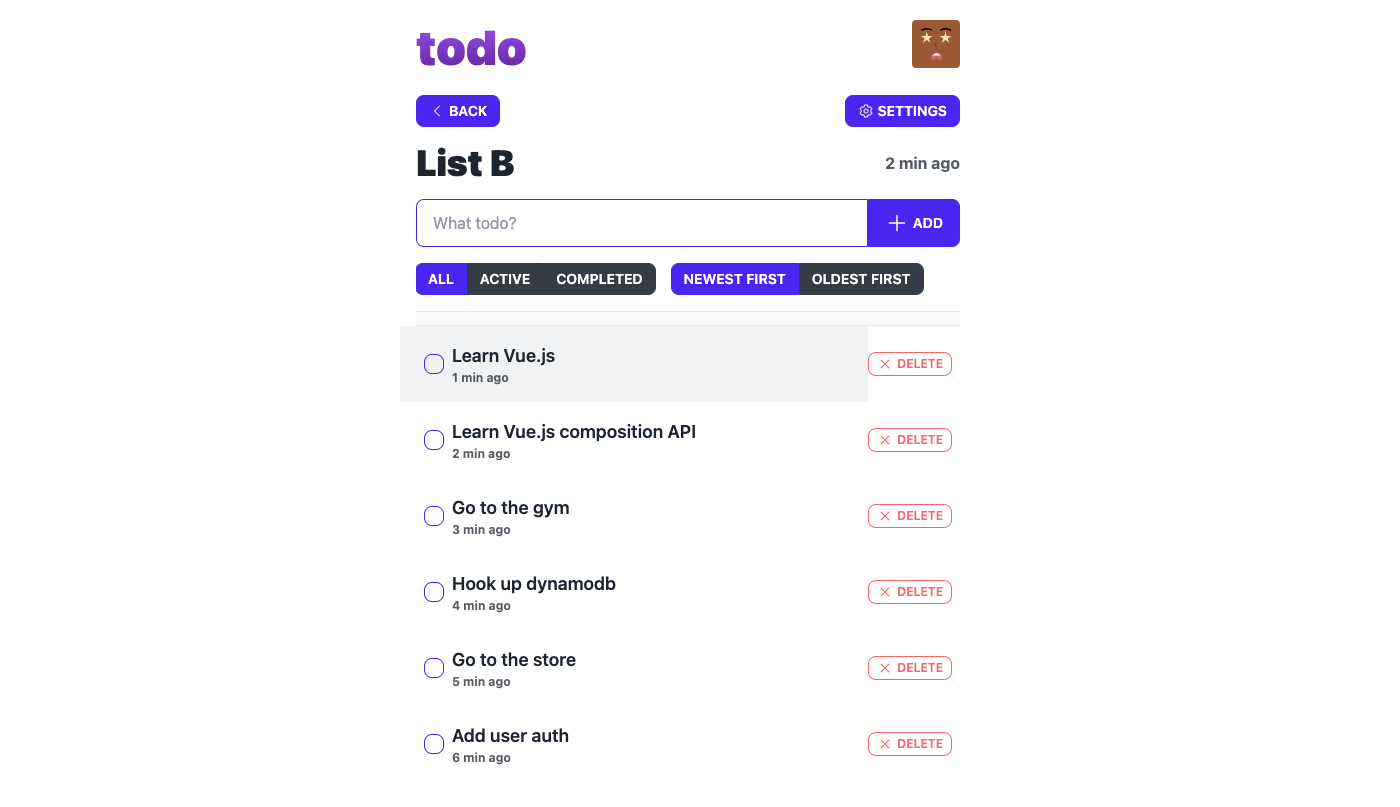 todo
BACK
SETTINGS
List B
2 min ago
What todo?
ADD
ALL ACTIVE COMPLETED NEWEST FIRST OLDEST FIRST
Learn Vue.js
1 min ago
DELETE
Learn Vue.js composition API
2 min ago
DELETE
Go to the gym
3 min ago
DELETE
Hook up dynamodb
4 min ago
DELETE
Go to the store
5 min ago
DELETE
Add user auth
6 min ago
DELETE